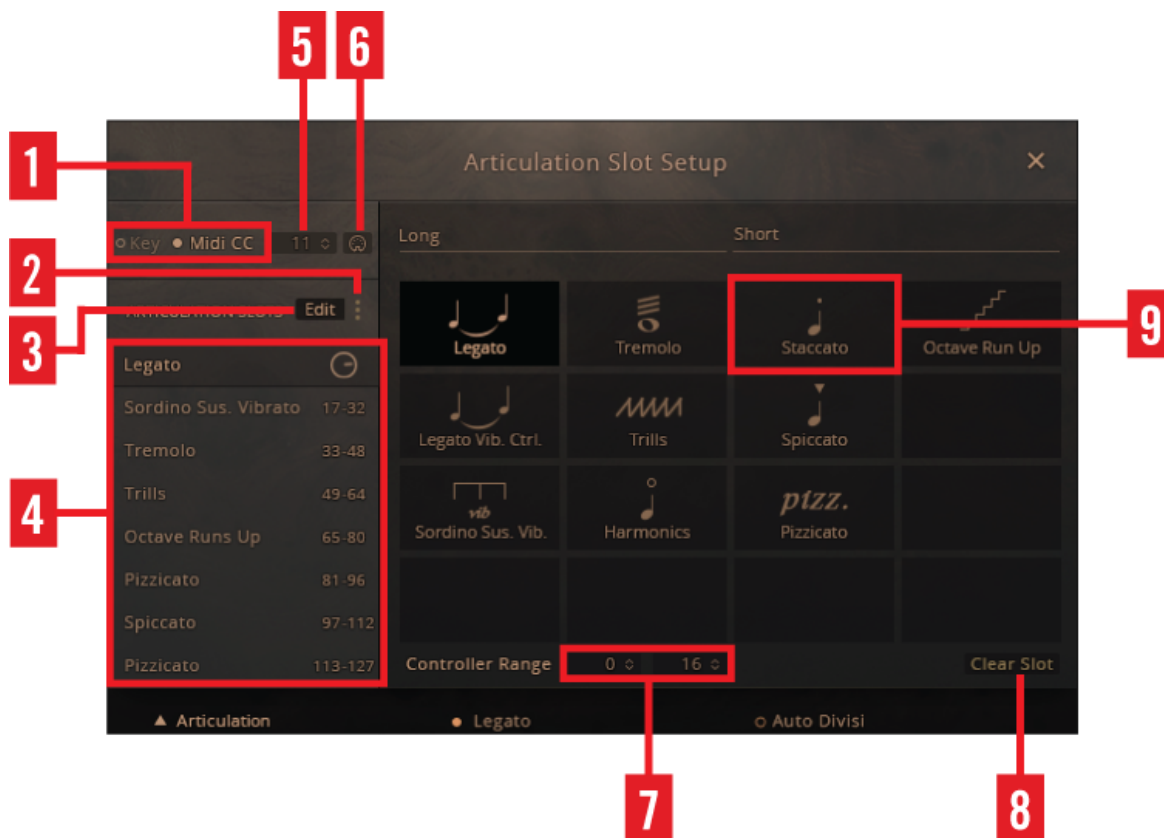 5 6
Articulation Slot Setup
1
Key Midi CC 11
Long
Short
2
ARTICULATION SLOTS Edit
3
9
Legato
Sordino Sus. Vibrato 17-32
Tremolo 33-48
Trills 49-64
Octave Runs Up 65-80
Pizzicato 81-96
Spiccato 97-112
Pizzicato 113-127
4
Legato
Tremolo
Staccato
Octave Run Up
Legato Vib. Ctrl.
Trills
Spiccato
vib
Sordino Sus. Vib.
Harmonics
pizz.
Pizzicato
Controller Range 0 16
Clear Slot
Articulation
Legato
Auto Divisi
7
8